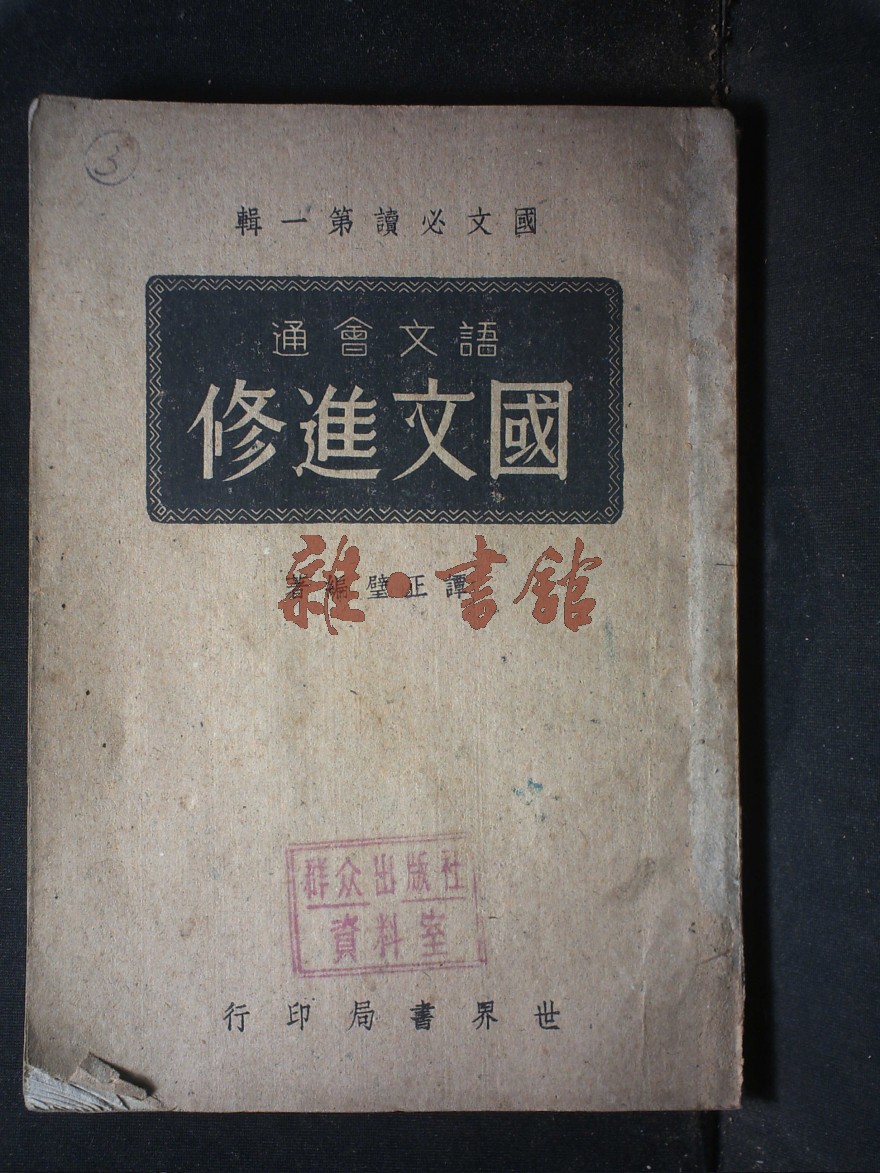 3
國文必讀第一輯
語文會通
國文進修
譚正璧編著
雜·書館
群众出版社
資料室
世界書局印行